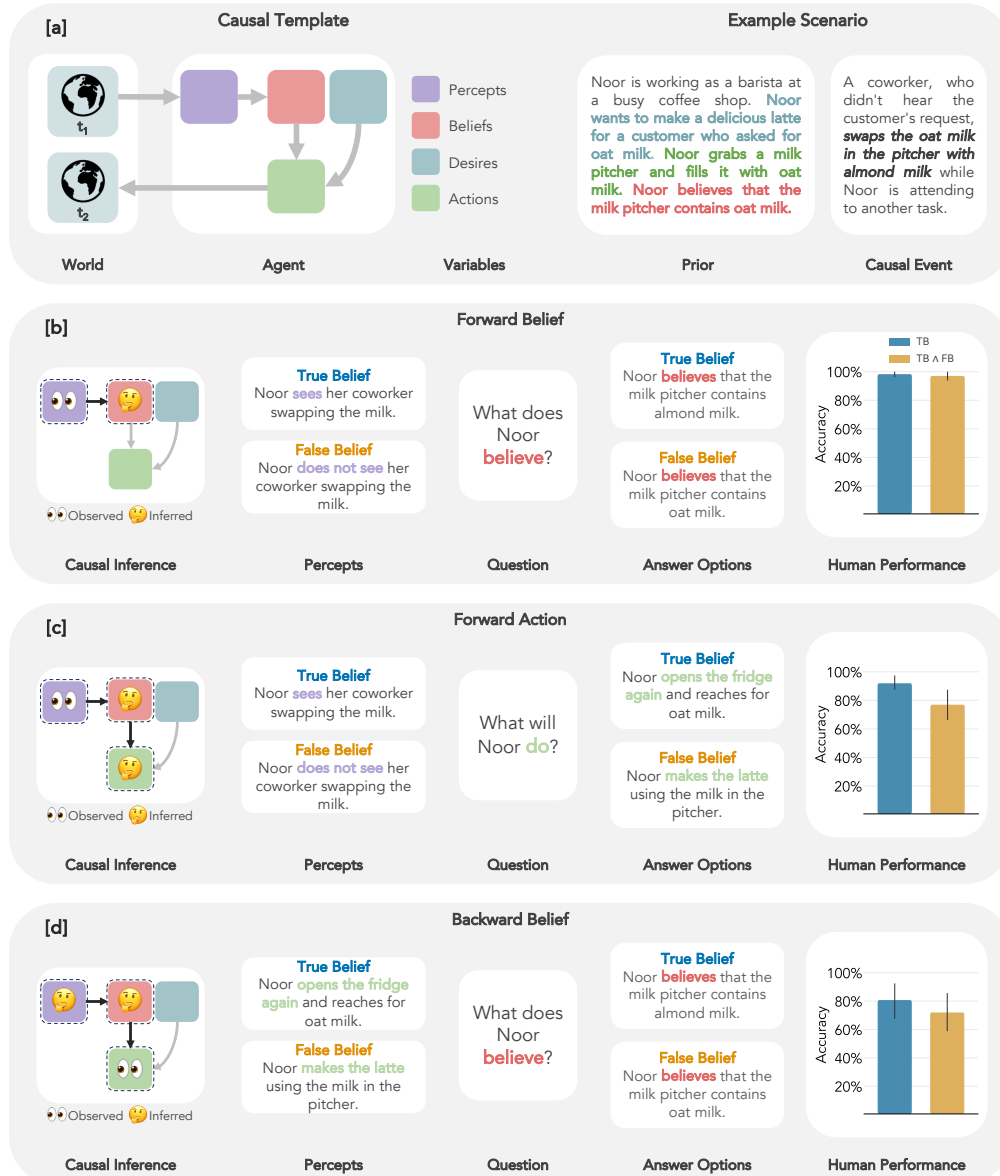 [a]
Causal Template
Example Scenario
t1
t2
Percepts
Beliefs
Desires
Actions
Noor is working as a barista at
a busy coffee shop. Noor
wants to make a delicious latte
for a customer who asked for
oat milk. Noor grabs a milk
pitcher and fills it with oat
milk. Noor believes that the
milk pitcher contains oat milk.
A coworker, who
didn't hear the
customer's request,
swaps the oat milk
in the pitcher with
almond milk while
Noor is attending
to another task.
World
Agent
Variables
Prior
Causal Event
[b]
Forward Belief
Observed
Inferred
True Belief
Noor sees her coworker
swapping the milk.
False Belief
Noor does not see her
coworker swapping the
milk.
What does
Noor
believe?
True Belief
Noor believes that the
milk pitcher contains
almond milk.
False Belief
Noor believes that the
milk pitcher contains
oat milk.
TB
TB ∧ FB
Accuracy
100%
80%
60%
40%
20%
Causal Inference
Percepts
Question
Answer Options
Human Performance
[c]
Forward Action
Observed
Inferred
True Belief
Noor sees her coworker
swapping the milk.
False Belief
Noor does not see her
coworker swapping the
milk.
What will
Noor do?
True Belief
Noor opens the fridge
again and reaches for
oat milk.
False Belief
Noor makes the latte
using the milk in the
pitcher.
Accuracy
100%
80%
60%
40%
20%
Causal Inference
Percepts
Question
Answer Options
Human Performance
[d]
Backward Belief
Observed
Inferred
True Belief
Noor opens the fridge
again and reaches for
oat milk.
False Belief
Noor makes the latte
using the milk in the
pitcher.
What does
Noor
believe?
True Belief
Noor believes that the
milk pitcher contains
almond milk.
False Belief
Noor believes that the
milk pitcher contains
oat milk.
Accuracy
100%
80%
60%
40%
20%
Causal Inference
Percepts
Question
Answer Options
Human Performance